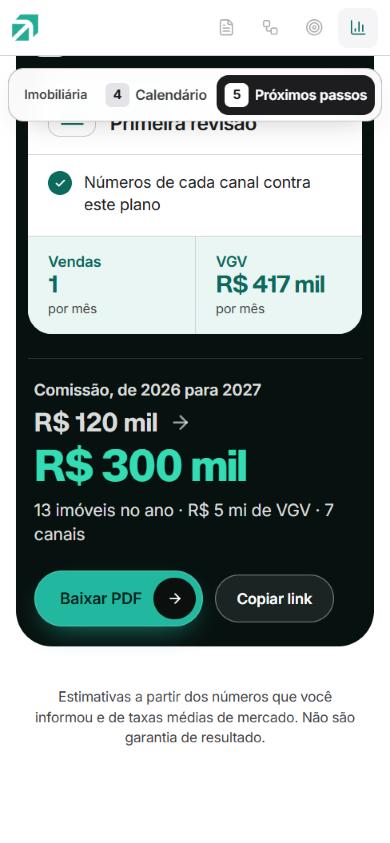 Imobiliária
4 Calendário
5 Próximos passos
Primeira revisão
Números de cada canal contra
este plano
Vendas
1
por mês
VGV
R$ 417 mil
por mês
Comissão, de 2026 para 2027
R$ 120 mil →
R$ 300 mil
13 imóveis no ano · R$ 5 mi de VGV · 7
canais
Baixar PDF →
Copiar link
Estimativas a partir dos números que você
informou e de taxas médias de mercado. Não são
garantia de resultado.